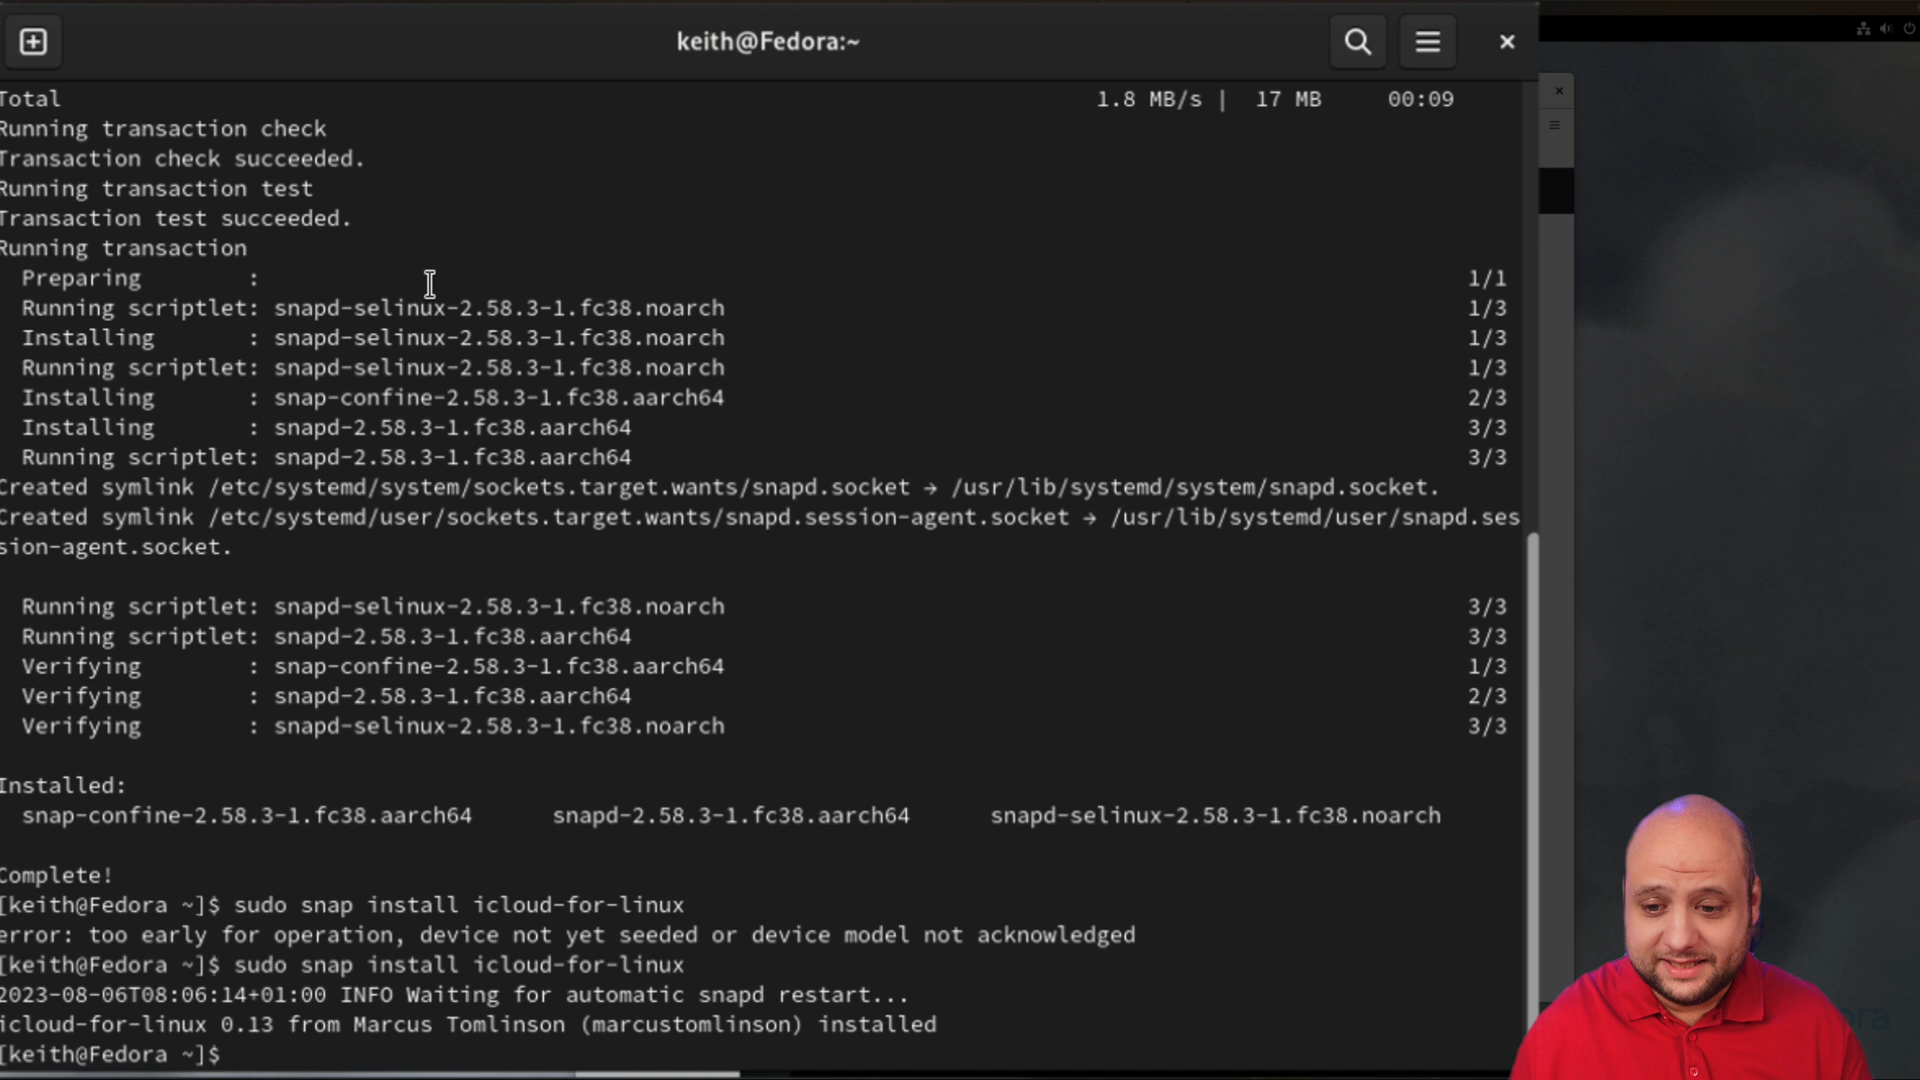 keith@Fedora:~
Total 1.8 MB/s | 17 MB 00:09
Running transaction check
Transaction check succeeded.
Running transaction test
Transaction test succeeded.
Running transaction
Preparing : 1/1
Running scriptlet: snapd-selinux-2.58.3-1.fc38.noarch 1/3
Installing : snapd-selinux-2.58.3-1.fc38.noarch 1/3
Running scriptlet: snapd-selinux-2.58.3-1.fc38.noarch 1/3
Installing : snap-confine-2.58.3-1.fc38.aarch64 2/3
Installing : snapd-2.58.3-1.fc38.aarch64 3/3
Running scriptlet: snapd-2.58.3-1.fc38.aarch64 3/3
Created symlink /etc/systemd/system/sockets.target.wants/snapd.socket → /usr/lib/systemd/system/snapd.socket.
Created symlink /etc/systemd/user/sockets.target.wants/snapd.session-agent.socket → /usr/lib/systemd/user/snapd.ses
sion-agent.socket.
Running scriptlet: snapd-selinux-2.58.3-1.fc38.noarch 3/3
Running scriptlet: snapd-2.58.3-1.fc38.aarch64 3/3
Verifying : snap-confine-2.58.3-1.fc38.aarch64 1/3
Verifying : snapd-2.58.3-1.fc38.aarch64 2/3
Verifying : snapd-selinux-2.58.3-1.fc38.noarch 3/3
Installed:
snap-confine-2.58.3-1.fc38.aarch64 snapd-2.58.3-1.fc38.aarch64 snapd-selinux-2.58.3-1.fc38.noarch
Complete!
[keith@Fedora ~]$ sudo snap install icloud-for-linux
error: too early for operation, device not yet seeded or device model not acknowledged
[keith@Fedora ~]$ sudo snap install icloud-for-linux
2023-08-06T08:06:14+01:00 INFO Waiting for automatic snapd restart...
icloud-for-linux 0.13 from Marcus Tomlinson (marcustomlinson) installed
[keith@Fedora ~]$
ora